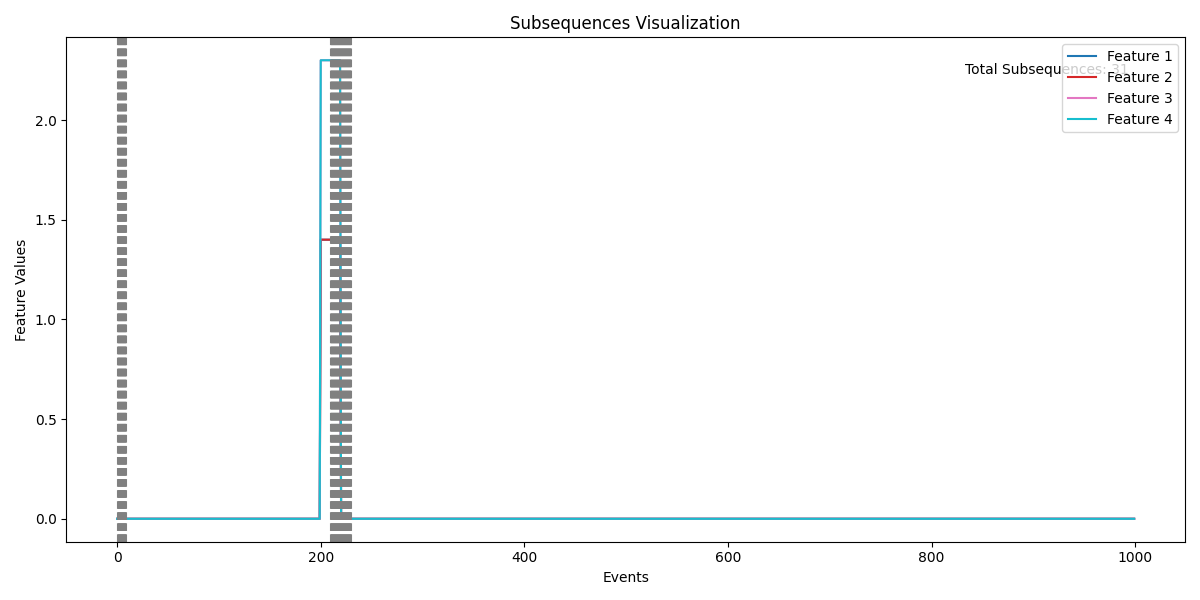 Subsequences Visualization
Total Subsequences: 31
Feature 1
Feature 2
Feature 3
Feature 4
Feature Values
2.0
1.5
1.0
0.5
0.0
0 200 400 600 800 1000
Events